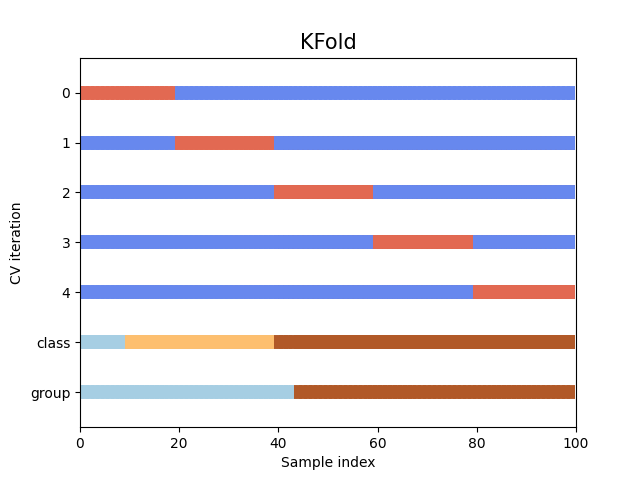 KFold
0
1
2
3
4
class
group
CV iteration
0 20 40 60 80 100
Sample index